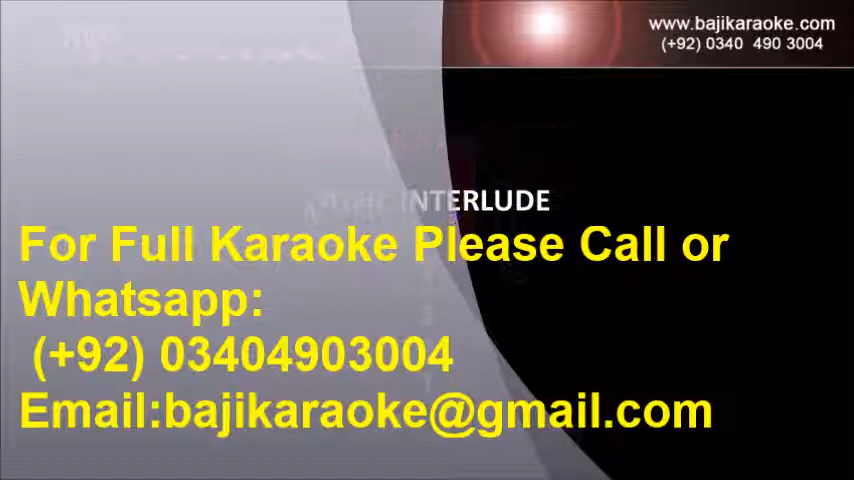 www.bajikaraoke.com
(+92) 0340 490 3004
MUSIC INTERLUDE
For Full Karaoke Please Call or
Whatsapp:
(+92) 03404903004
Email:bajikaraoke@gmail.com